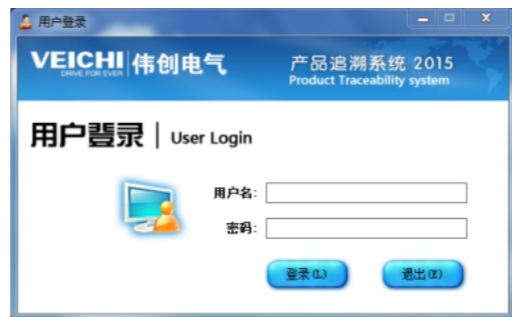 用户登录
VEICHI 伟创电气
DRIVE FOR EVER
产品追溯系统 2015
Product Traceability system
用户登录 | User Login
用户名:
密码:
登录(L)
退出(E)